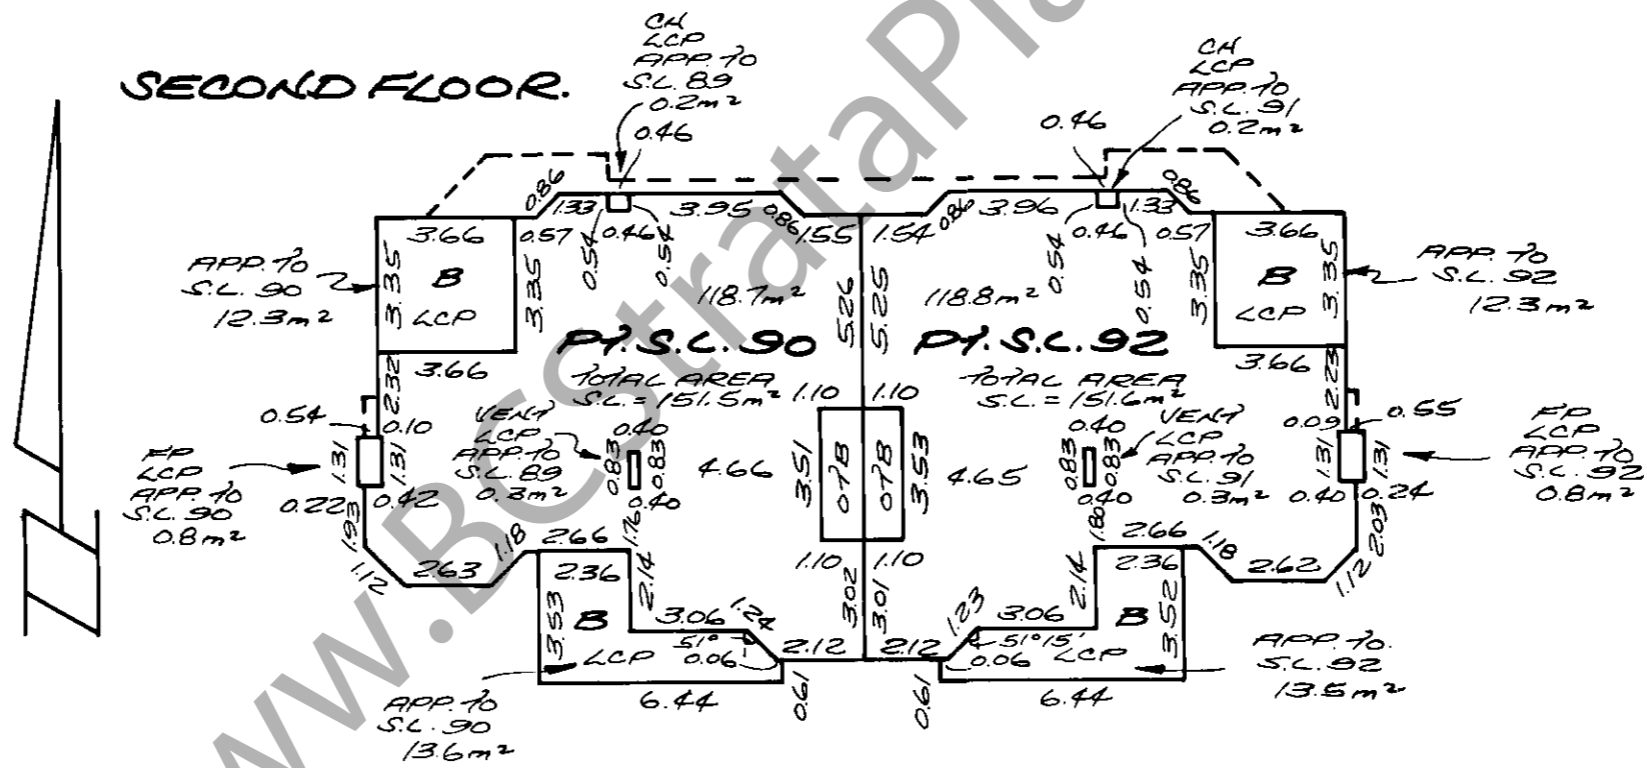 SECOND FLOOR.
CH
LCP
APP. TO
S.L. 89
0.2m²
0.46
CH
LCP
APP. TO
S.L. 91
0.2m²
0.46
0.86
1.33
3.95
0.86
0.86
3.96
1.33
0.86
3.66
0.57
0.54
0.46
0.54
1.55
1.54
0.54
0.46
0.54
0.57
3.66
APP. TO
S.L. 90
12.3m²
3.35
B
LCP
3.35
118.7m²
5.26
5.25
118.8m²
3.35
B
LCP
3.35
APP. TO
S.L. 92
12.3m²
PT. S.L. 90
PT. S.L. 92
3.66
TOTAL AREA
S.L. = 151.5m²
1.10
1.10
TOTAL AREA
S.L. = 151.6m²
3.66
2.32
2.23
0.54
0.10
VENT
LCP
APP. TO
S.L. 89
0.3m²
0.40
0.83
0.83
0.40
4.66
3.51
OTB
OTB
3.53
4.65
0.40
0.83
0.83
0.40
VENT
LCP
APP. TO
S.L. 91
0.3m²
0.09
0.55
FP
LCP
APP. TO
S.L. 90
0.8m²
1.31
1.31
0.22
0.42
1.31
1.31
0.40
0.24
FP
LCP
APP. TO
S.L. 92
0.8m²
1.93
1.12
2.63
1.18
2.66
1.76
1.10
1.10
1.80
2.66
1.18
2.62
1.12
2.03
2.36
2.14
3.53
B
LCP
3.06
1.24
51°
0.06
3.02
3.01
2.12
2.12
1.23
3.06
51°15'
0.06
2.14
2.36
B
LCP
3.52
6.44
0.61
0.61
6.44
APP. TO
S.L. 90
13.6m²
APP. TO.
S.L. 92
13.5m²
www.BCStrataPla